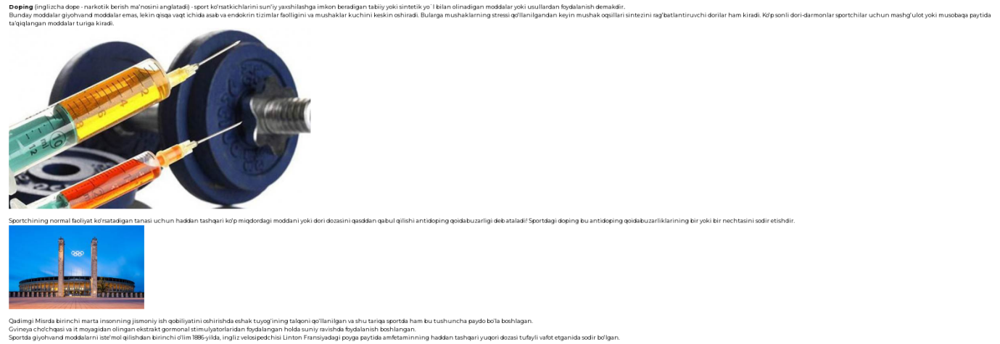 Doping (inglizcha dope - narkotik berish ma'nosini anglatadi) - sport ko'rsatkichlarini sun'iy yaxshilashga imkon beradigan tabiiy yoki sintetik yo`l bilan olinadigan moddalar yoki usullardan foydalanish demakdir.
Bunday moddalar giyohvand moddalar emas, lekin qisqa vaqt ichida asab va endokrin tizimlar faolligini va mushaklar kuchini keskin oshiradi. Bularga mushaklarning stressi qo'llanilgandan keyin mushak oqsillari sintezini rag'batlantiruvchi dorilar ham kiradi. Ko'p sonli dori-darmonlar sportchilar uchun mashg'ulot yoki musobaqa paytida
ta'qiqlangan moddalar turiga kiradi.
2
4
6
8
10
ml
12
Sportchining normal faoliyat ko'rsatadigan tanasi uchun haddan tashqari ko'p miqdordagi moddani yoki dori dozasini qasddan qabul qilishi antidoping qoidabuzarligi deb ataladi! Sportdagi doping bu antidoping qoidabuzarliklarining bir yoki bir nechtasini sodir etishdir.
Qadimgi Misrda birinchi marta insonning jismoniy ish qobiliyatini oshirishda eshak tuyog'ining talqoni qo'llanilgan va shu tariqa sportda ham bu tushuncha paydo bo'la boshlagan.
Gvineya cho'chqasi va it moyagidan olingan ekstrakt gormonal stimulyatorlaridan foydalangan holda suniy ravishda foydalanish boshlangan.
Sportda giyohvand moddalarni iste'mol qilishdan birinchi o'lim 1886-yilda, ingliz velosipedchisi Linton Fransiyadagi poyga paytida amfetaminning haddan tashqari yuqori dozasi tufayli vafot etganida sodir bo'lgan.